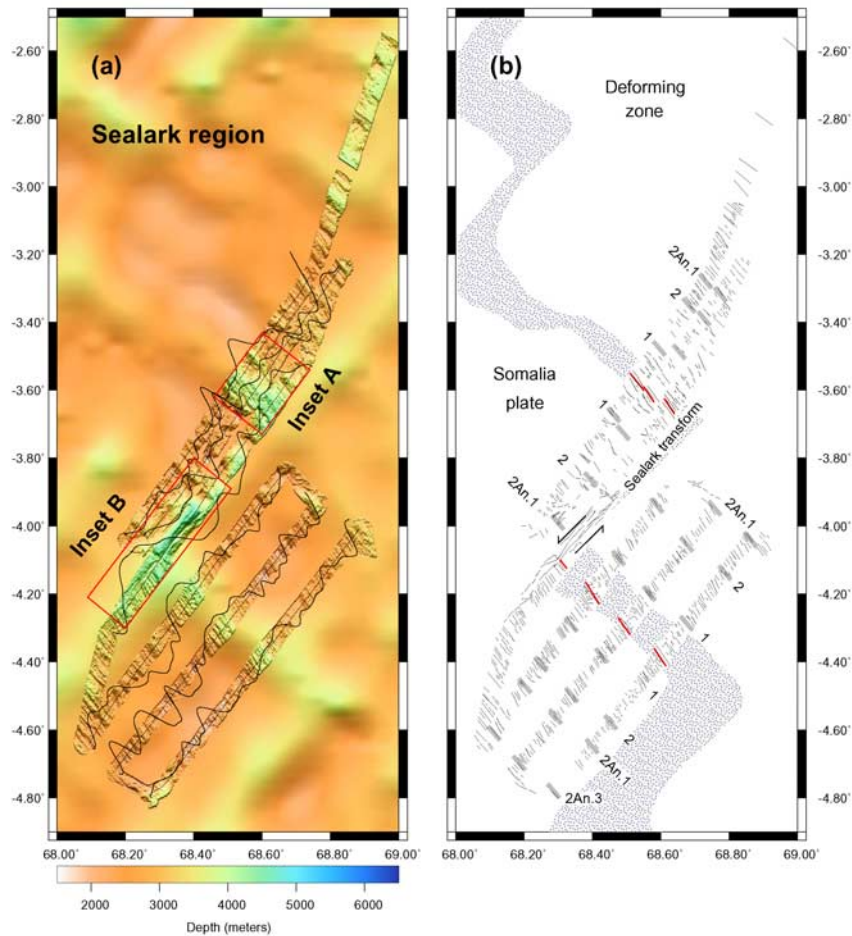 (a)
Sealark region
Inset A
Inset B
-2.60˚
-2.80˚
-3.00˚
-3.20˚
-3.40˚
-3.60˚
-3.80˚
-4.00˚
-4.20˚
-4.40˚
-4.60˚
-4.80˚
68.00˚ 68.20˚ 68.40˚ 68.60˚ 68.80˚ 69.00˚
2000 3000 4000 5000 6000
Depth (meters)
(b)
Deforming
zone
2An.1
2
1
Somalia
plate
1
2
2An.1
Sealark transform
2An.1
2
1
1
2
2An.1
2An.3
-2.60˚
-2.80˚
-3.00˚
-3.20˚
-3.40˚
-3.60˚
-3.80˚
-4.00˚
-4.20˚
-4.40˚
-4.60˚
-4.80˚
68.00˚ 68.20˚ 68.40˚ 68.60˚ 68.80˚ 69.00˚